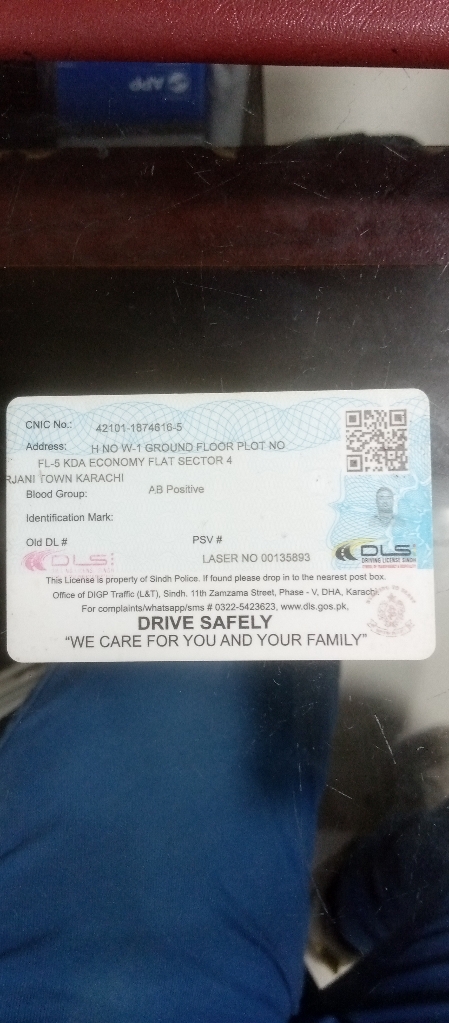 APP
CNIC No.: 42101-1874616-5
Address: H NO W-1 GROUND FLOOR PLOT NO
FL-5 KDA ECONOMY FLAT SECTOR 4
RJANI TOWN KARACHI
Blood Group: AB Positive
Identification Mark:
Old DL # PSV #
DLS LASER NO 00135893
DLS
DRIVING LICENSE SINDH
This License is property of Sindh Police. If found please drop in to the nearest post box.
Office of DIGP Traffic (L&T), Sindh. 11th Zamzama Street, Phase - V, DHA, Karachi.
For complaints/whatsapp/sms # 0322-5423623, www.dls.gos.pk,
DRIVE SAFELY
"WE CARE FOR YOU AND YOUR FAMILY"